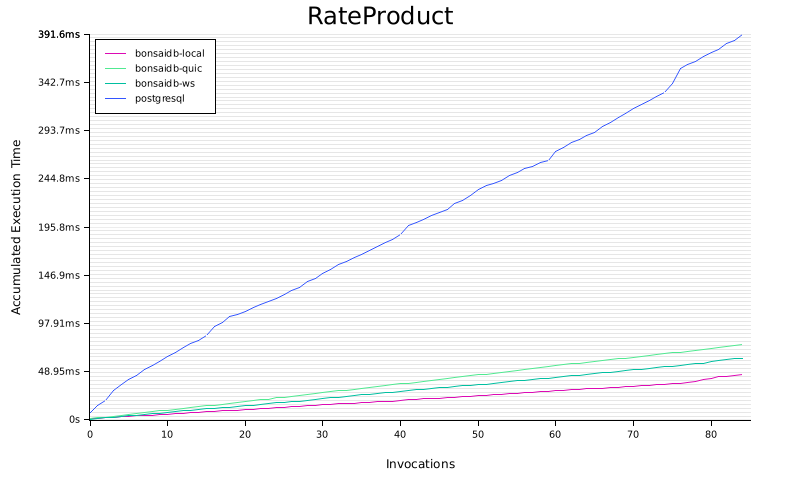 RateProduct
391.6ms
342.7ms
293.7ms
244.8ms
195.8ms
146.9ms
97.91ms
48.95ms
0s
bonsaidb-local
bonsaidb-quic
bonsaidb-ws
postgresql
Accumulated Execution Time
0 10 20 30 40 50 60 70 80
Invocations